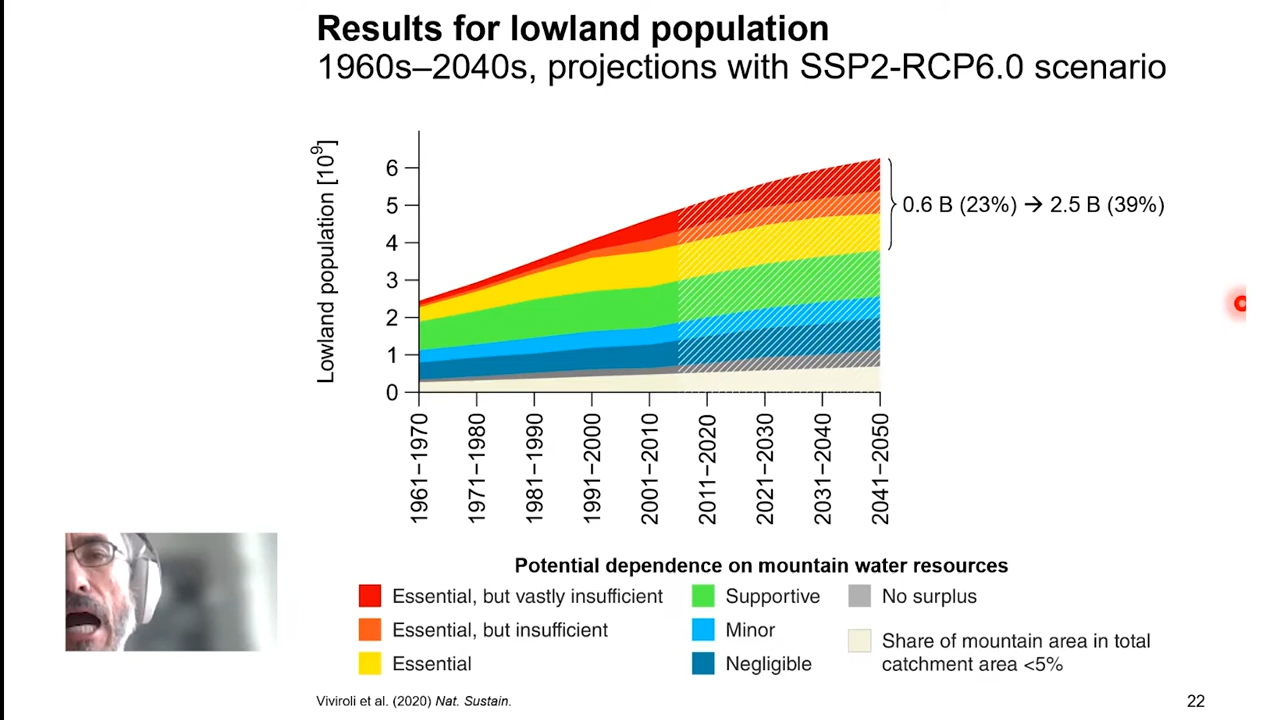 Results for lowland population
1960s–2040s, projections with SSP2-RCP6.0 scenario
Lowland population [10⁹]
6
5
4
3
2
1
0
0.6 B (23%) → 2.5 B (39%)
1961–1970
1971–1980
1981–1990
1991–2000
2001–2010
2011–2020
2021–2030
2031–2040
2041–2050
Potential dependence on mountain water resources
Essential, but vastly insufficient
Essential, but insufficient
Essential
Supportive
Minor
Negligible
No surplus
Share of mountain area in total
catchment area <5%
Viviroli et al. (2020) Nat. Sustain.
22